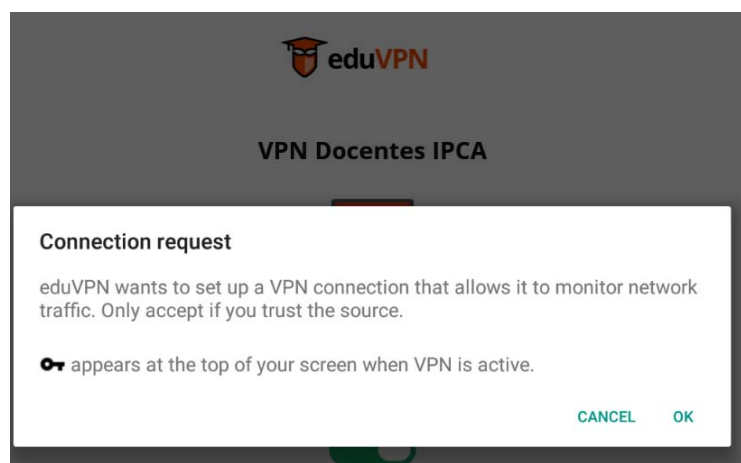 eduVPN
VPN Docentes IPCA
Connection request
eduVPN wants to set up a VPN connection that allows it to monitor network
traffic. Only accept if you trust the source.
appears at the top of your screen when VPN is active.
CANCEL OK